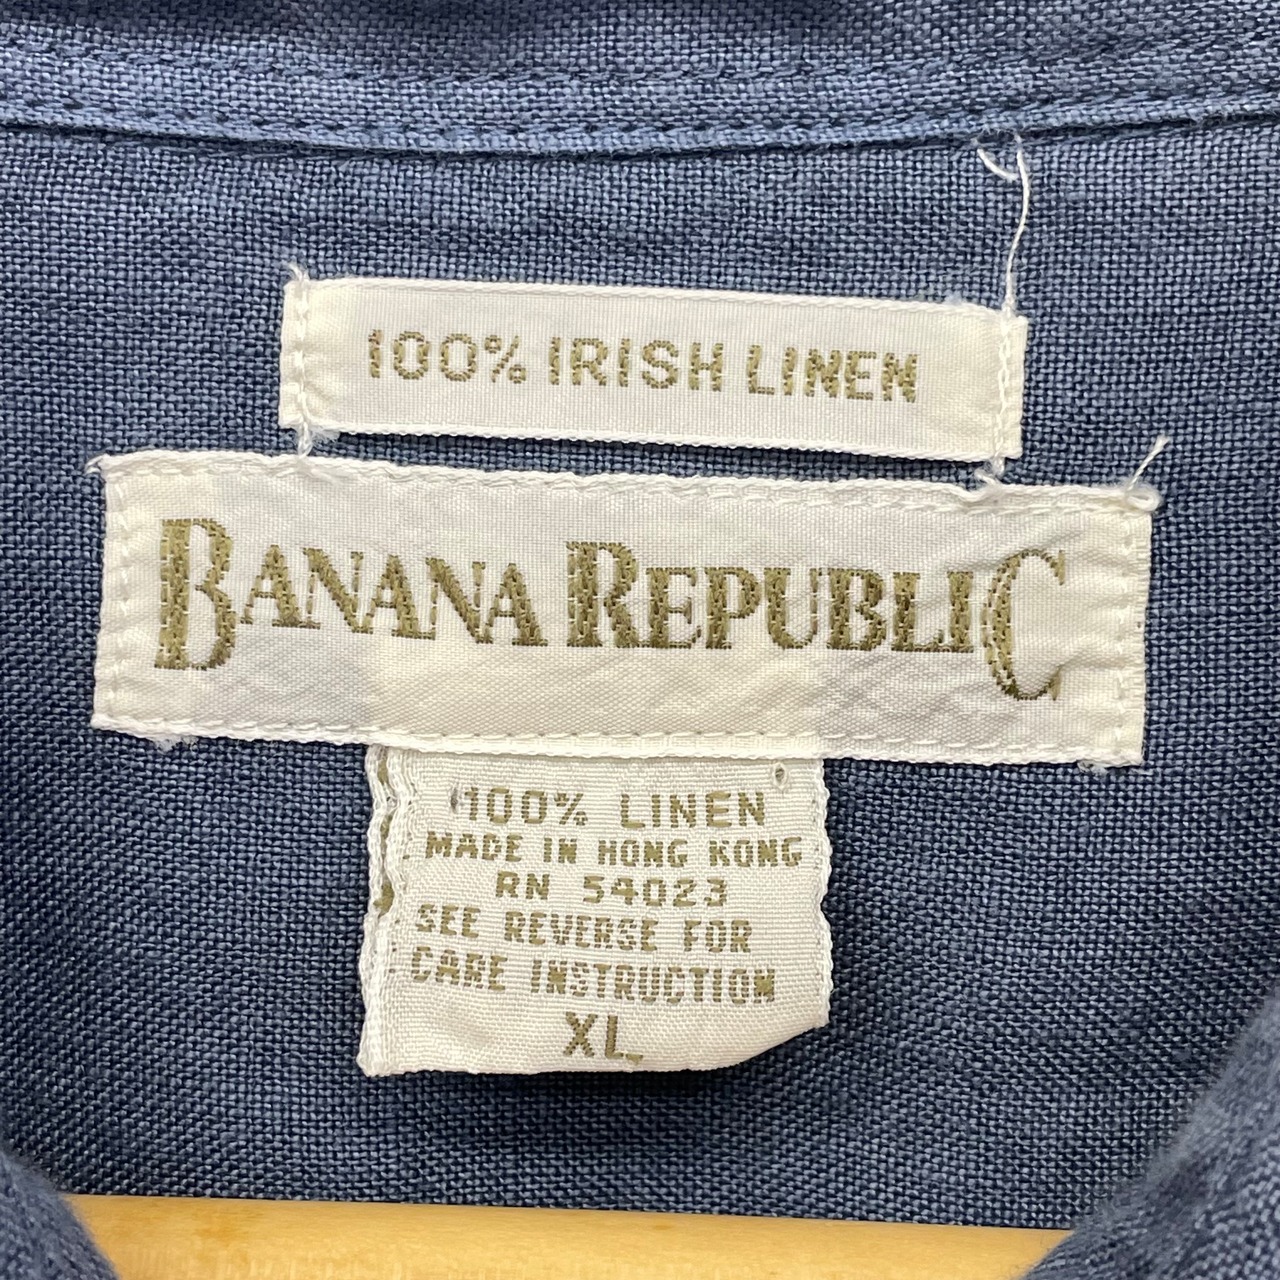 100% IRISH LINEN
BANANA REPUBLIC
100% LINEN
MADE IN HONG KONG
RN 54023
SEE REVERSE FOR
CARE INSTRUCTION
XL